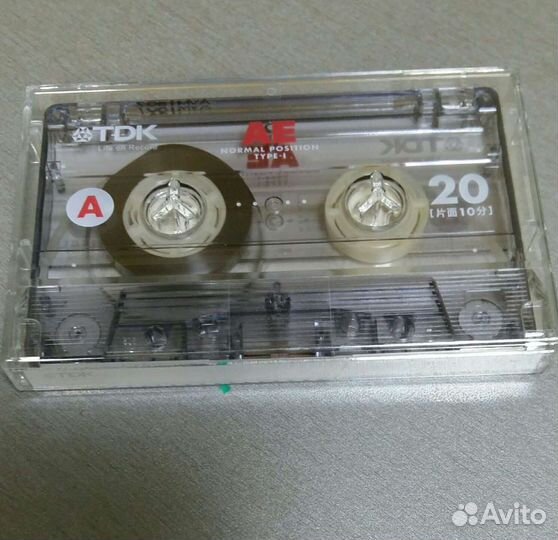 TDK
Life on Record
AE
NORMAL POSITION
TYPE-I
A
20
[片面10分]
Avito